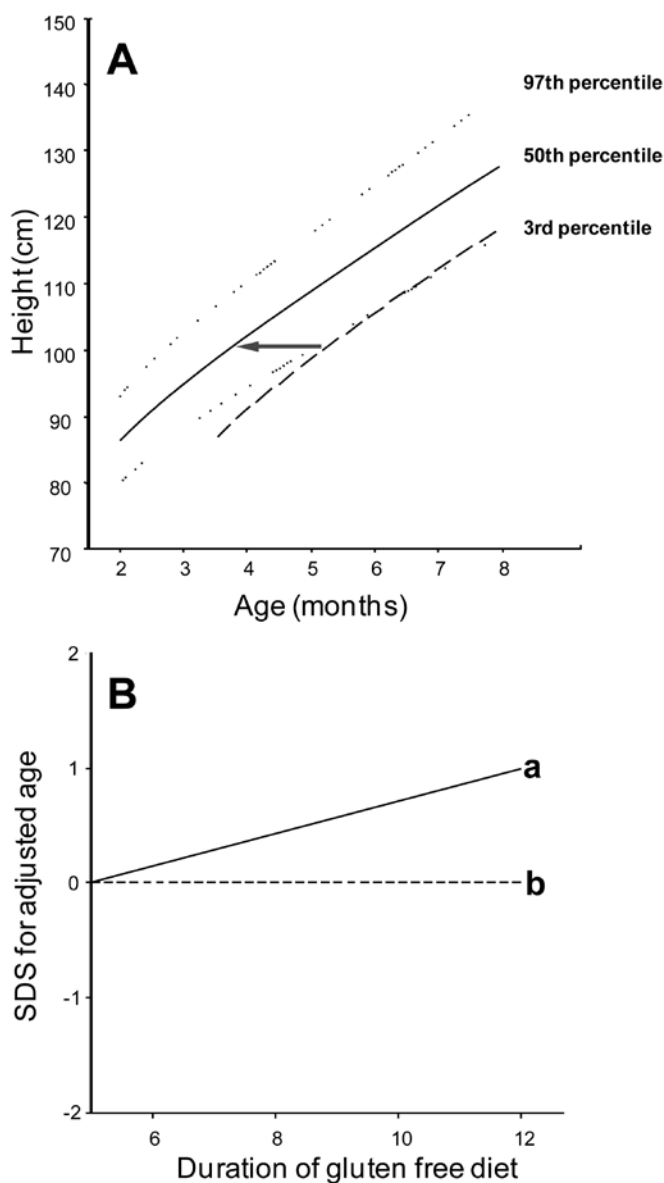 150
A
140
97th percentile
130
50th percentile
120
3rd percentile
110
100
90
80
70
Height (cm)
2 3 4 5 6 7 8
Age (months)
2
B
1
a
0
b
-1
-2
SDS for adjusted age
6 8 10 12
Duration of gluten free diet